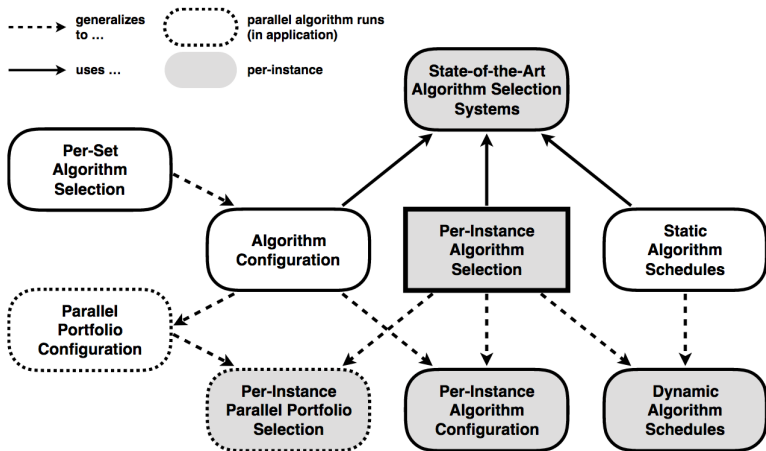 generalizes
to ...
parallel algorithm runs
(in application)
uses ...
per-instance
State-of-the-Art
Algorithm Selection
Systems
Per-Set
Algorithm
Selection
Algorithm
Configuration
Per-Instance
Algorithm
Selection
Static
Algorithm
Schedules
Parallel
Portfolio
Configuration
Per-Instance
Parallel Portfolio
Selection
Per-Instance
Algorithm
Configuration
Dynamic
Algorithm
Schedules